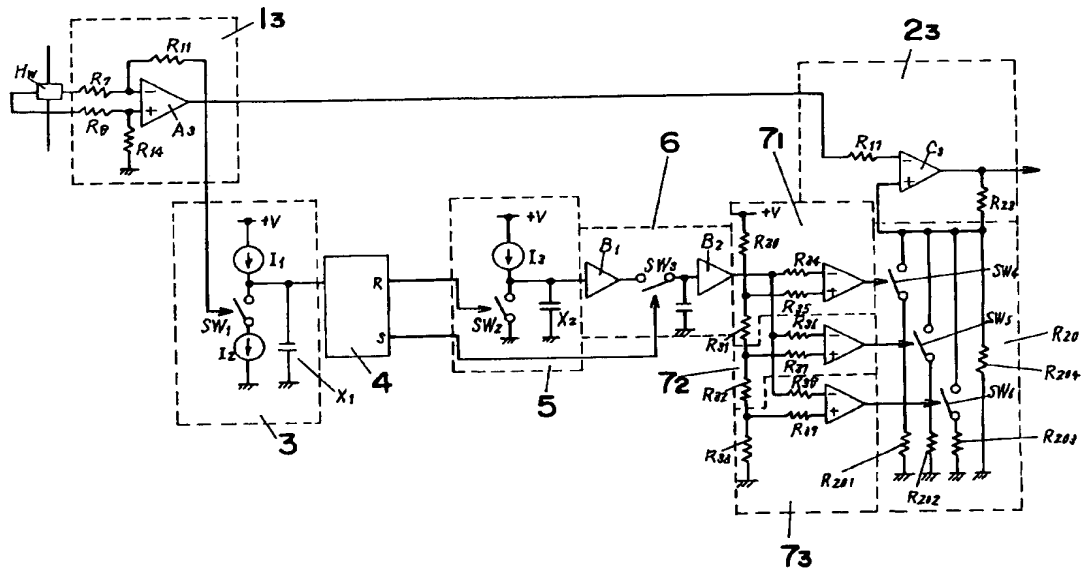 13
23
R11
HW
R7
R8
A3
R14
R17
C3
R23
6
71
+V
+V
+V
I1
SW1
I2
X1
3
R
S
4
I3
SW2
X2
5
B1
SW3
B2
R30
R34
R35
R31
R36
R37
72
R32
R38
R39
R33
73
SW4
SW5
SW6
R20
R204
R203
R201
R202